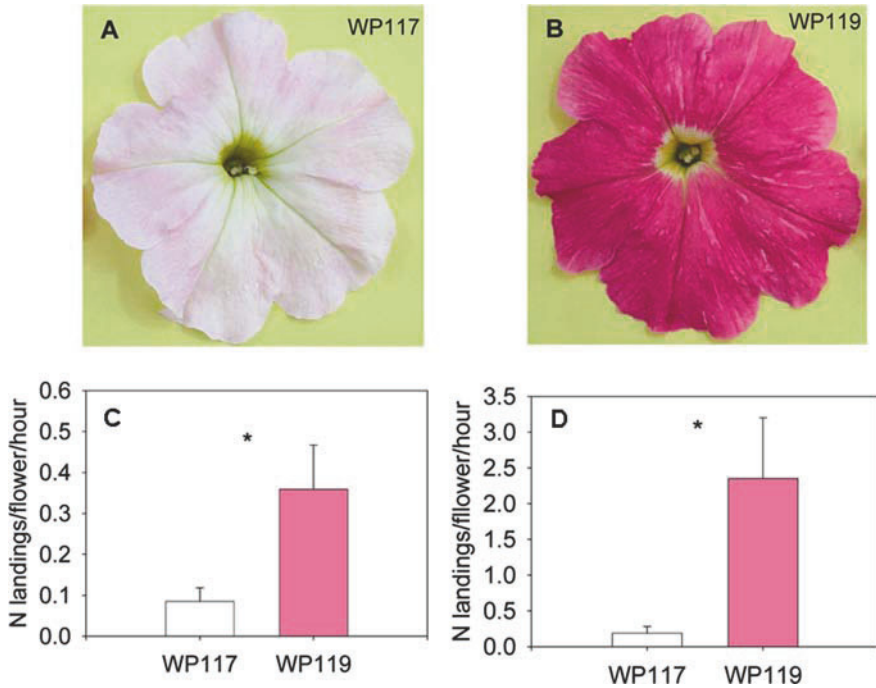 A
WP117
B
WP119
C
N landings/flower/hour
0.6
0.5
0.4
0.3
0.2
0.1
0.0
*
WP117
WP119
D
N landings/fllower/hour
3.5
3.0
2.5
2.0
1.5
1.0
0.5
0.0
*
WP117
WP119